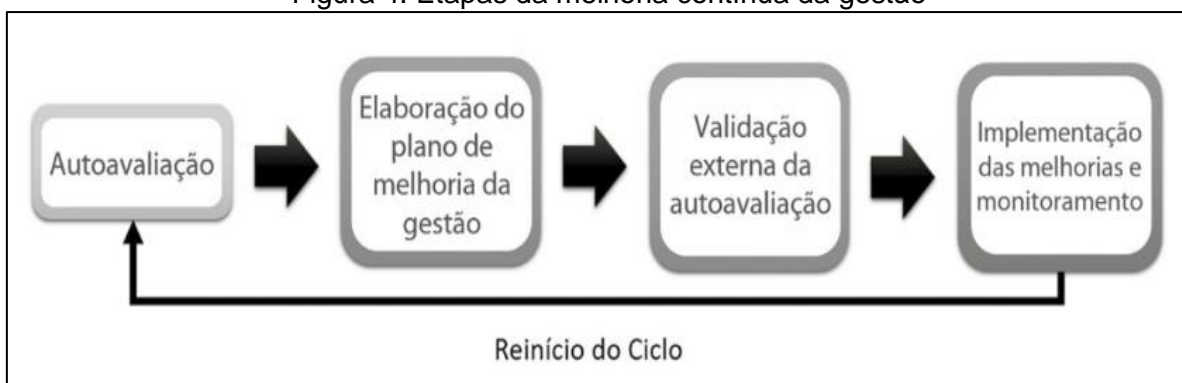 Figura 4: Etapas da melhoria contínua da gestão
Autoavaliação
Elaboração do
plano de
melhoria da
gestão
Validação
externa da
autoavaliação
Implementação
das melhorias e
monitoramento
Reinício do Ciclo